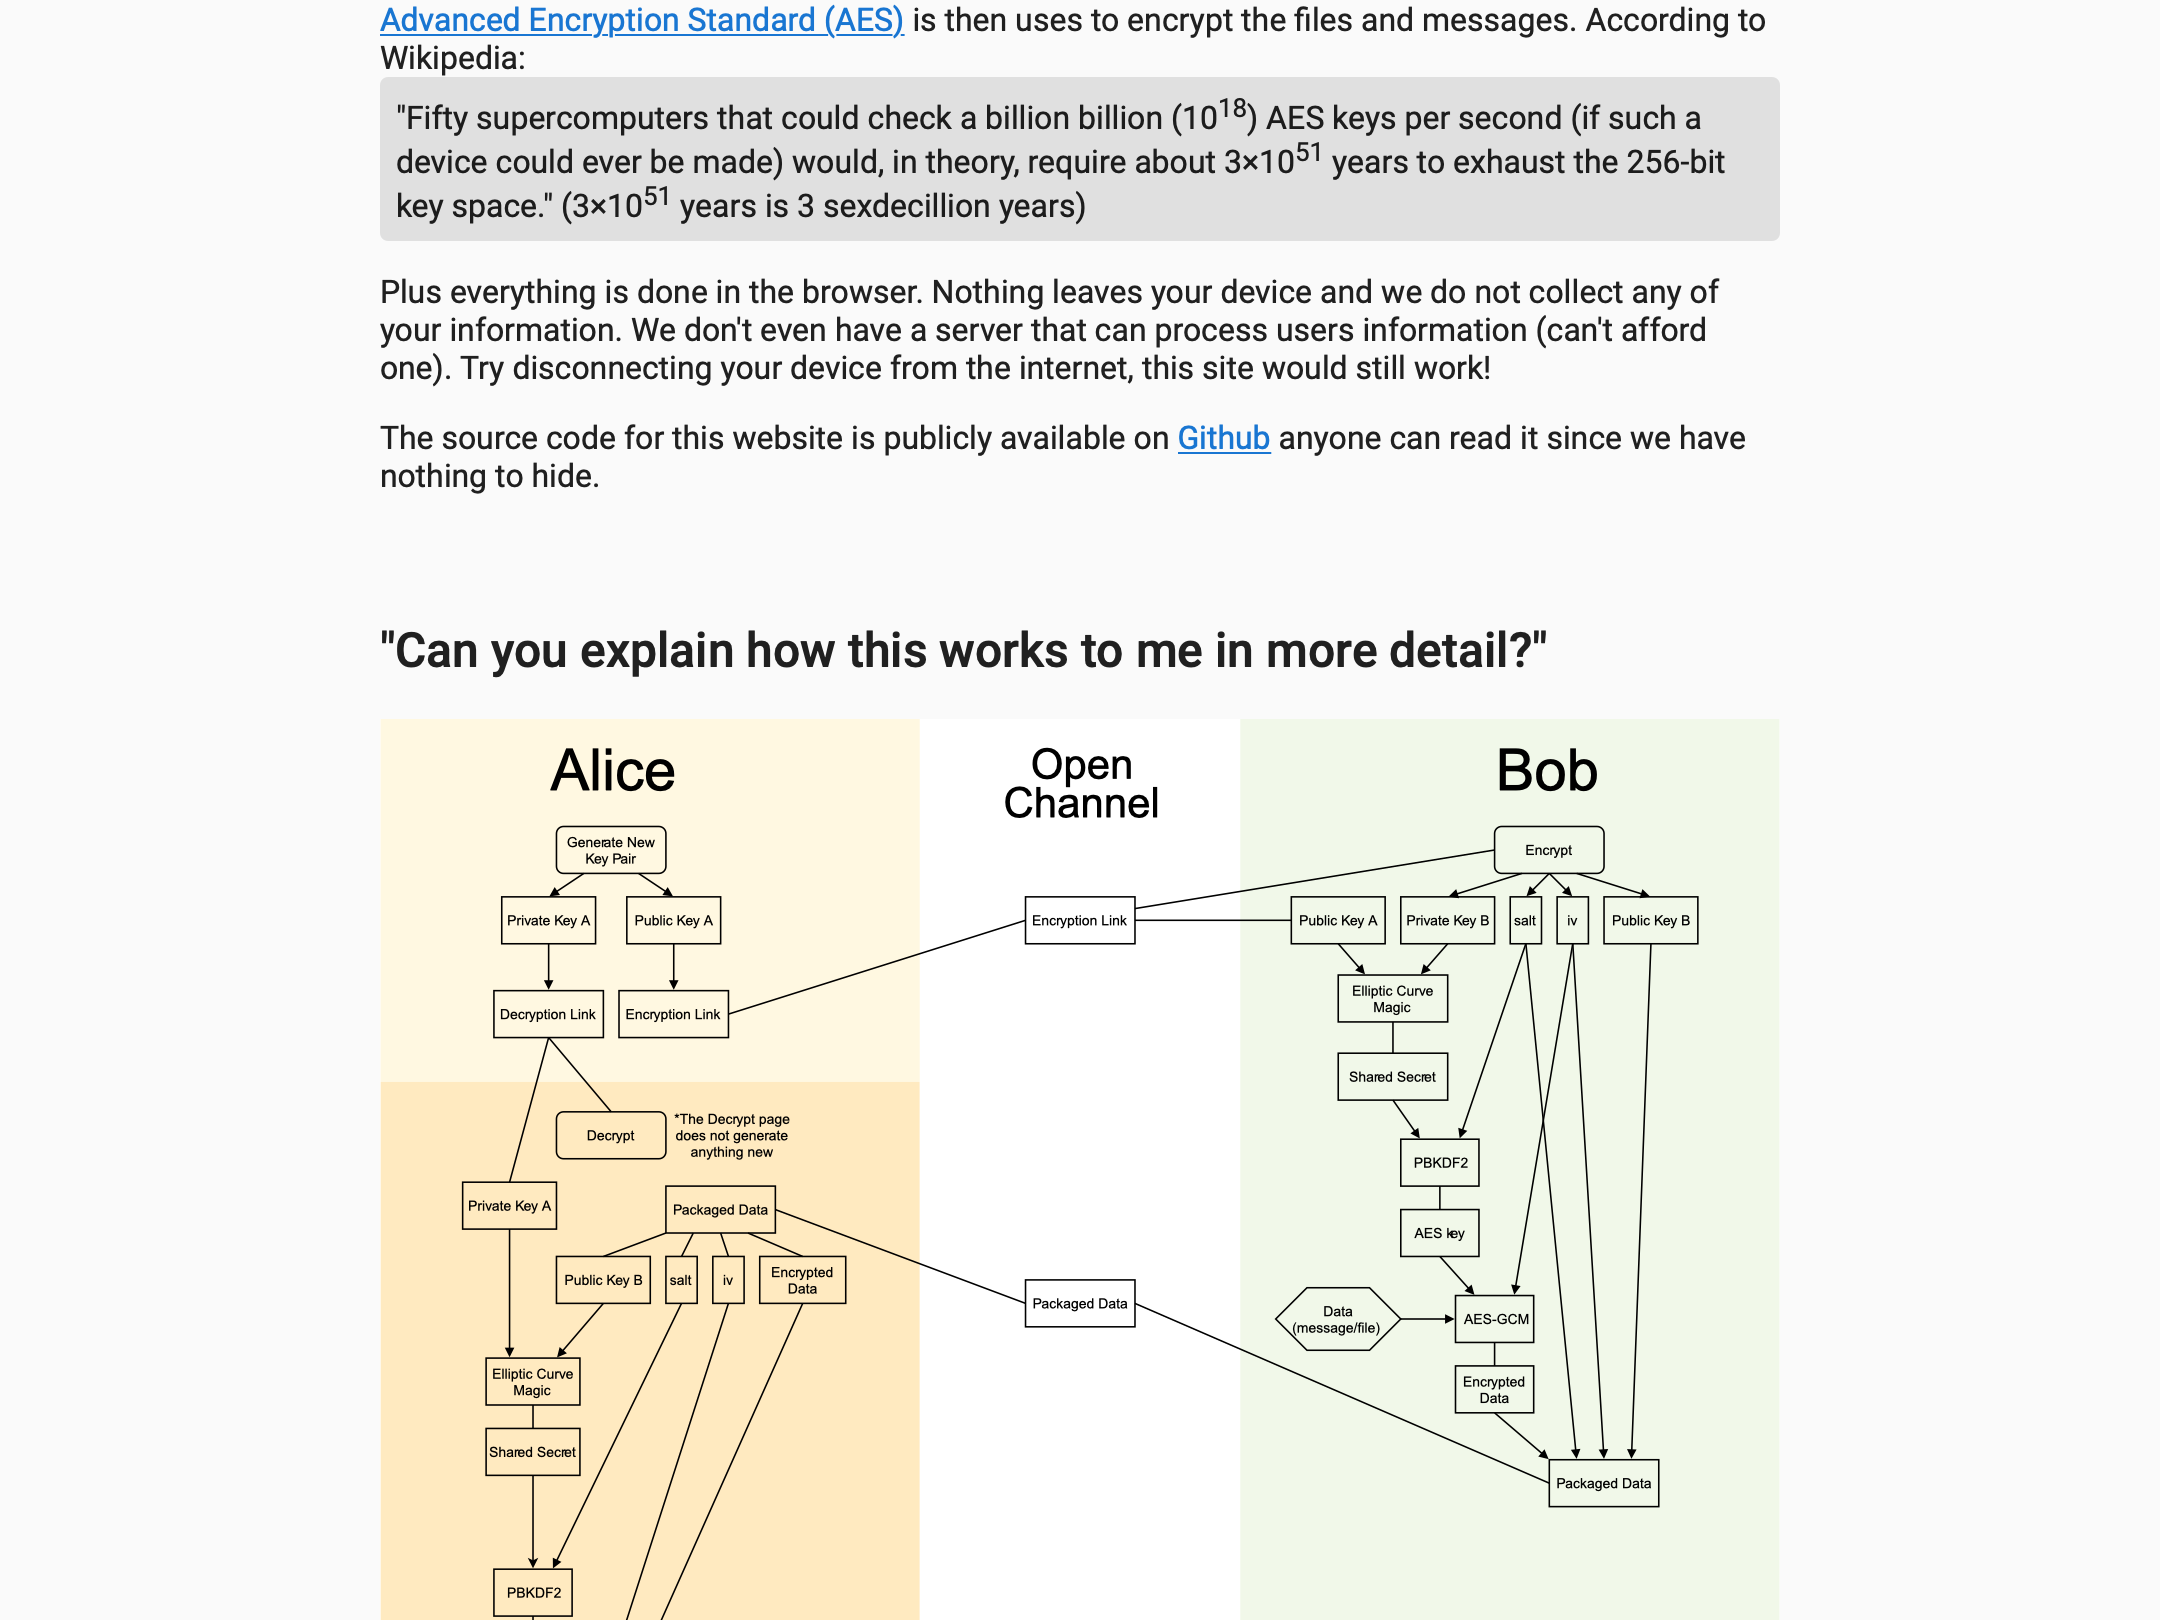 Advanced Encryption Standard (AES) is then uses to encrypt the files and messages. According to
Wikipedia:
"Fifty supercomputers that could check a billion billion (10^18) AES keys per second (if such a
device could ever be made) would, in theory, require about 3×10^51 years to exhaust the 256-bit
key space." (3×10^51 years is 3 sexdecillion years)
Plus everything is done in the browser. Nothing leaves your device and we do not collect any of
your information. We don't even have a server that can process users information (can't afford
one). Try disconnecting your device from the internet, this site would still work!
The source code for this website is publicly available on Github anyone can read it since we have
nothing to hide.
"Can you explain how this works to me in more detail?"
Alice
Generate New
Key Pair
Private Key A
Public Key A
Decryption Link
Encryption Link
Decrypt
*The Decrypt page
does not generate
anything new
Private Key A
Packaged Data
Public Key B
salt
iv
Encrypted
Data
Elliptic Curve
Magic
Shared Secret
PBKDF2
Open
Channel
Encryption Link
Packaged Data
Bob
Encrypt
Public Key A
Private Key B
salt
iv
Public Key B
Elliptic Curve
Magic
Shared Secret
PBKDF2
AES key
Data
(message/file)
AES-GCM
Encrypted
Data
Packaged Data